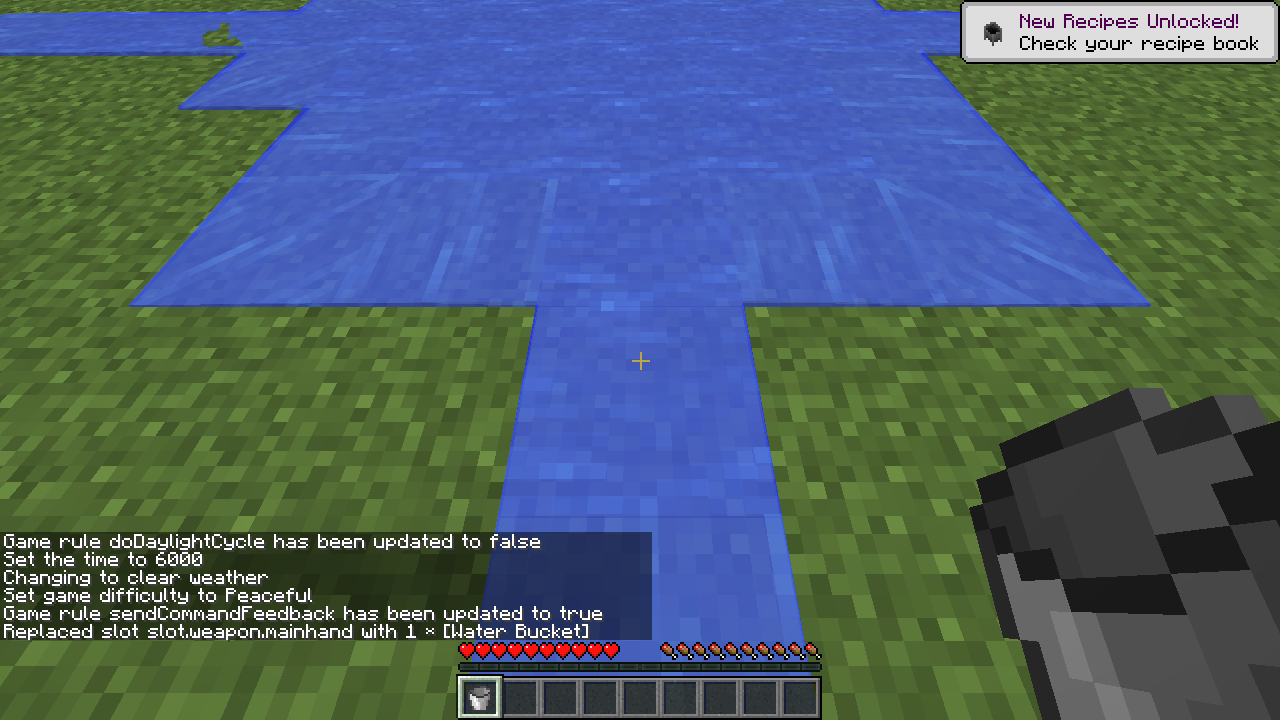 New Recipes Unlocked!
Check your recipe book
Game rule doDaylightCycle has been updated to false
Set the time to 6000
Changing to clear weather
Set game difficulty to Peaceful
Game rule sendCommandFeedback has been updated to true
Replaced slot slot.weapon.mainhand with 1 × [Water Bucket]